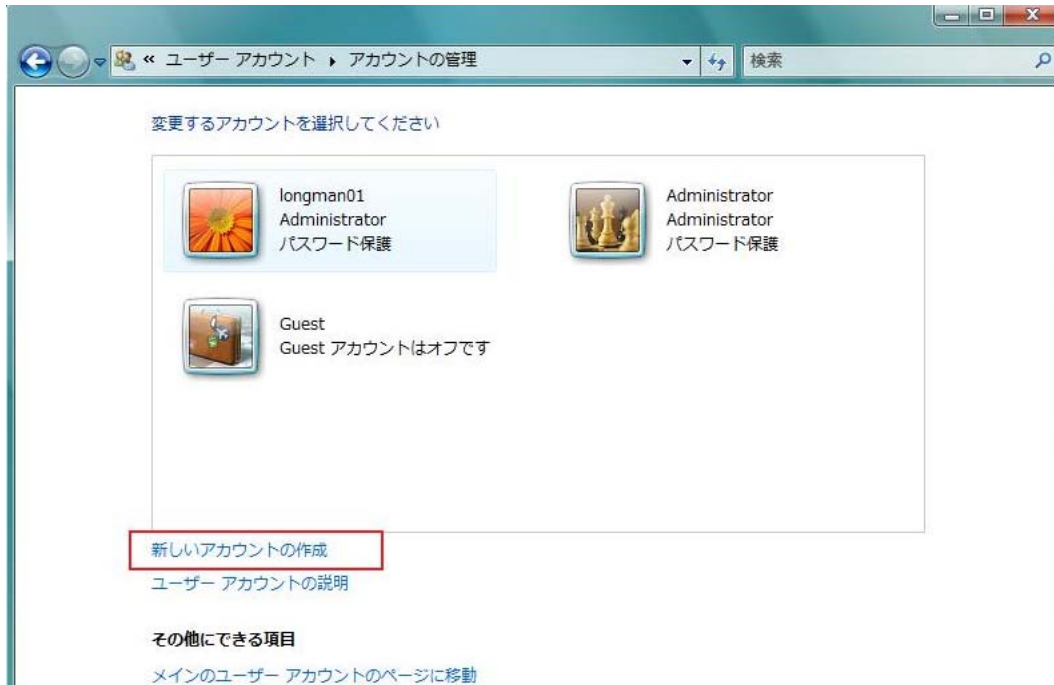 « ユーザー アカウント ▸ アカウントの管理
検索
変更するアカウントを選択してください
longman01
Administrator
パスワード保護
Administrator
Administrator
パスワード保護
Guest
Guest アカウントはオフです
新しいアカウントの作成
ユーザー アカウントの説明
その他にできる項目
メインのユーザー アカウントのページに移動